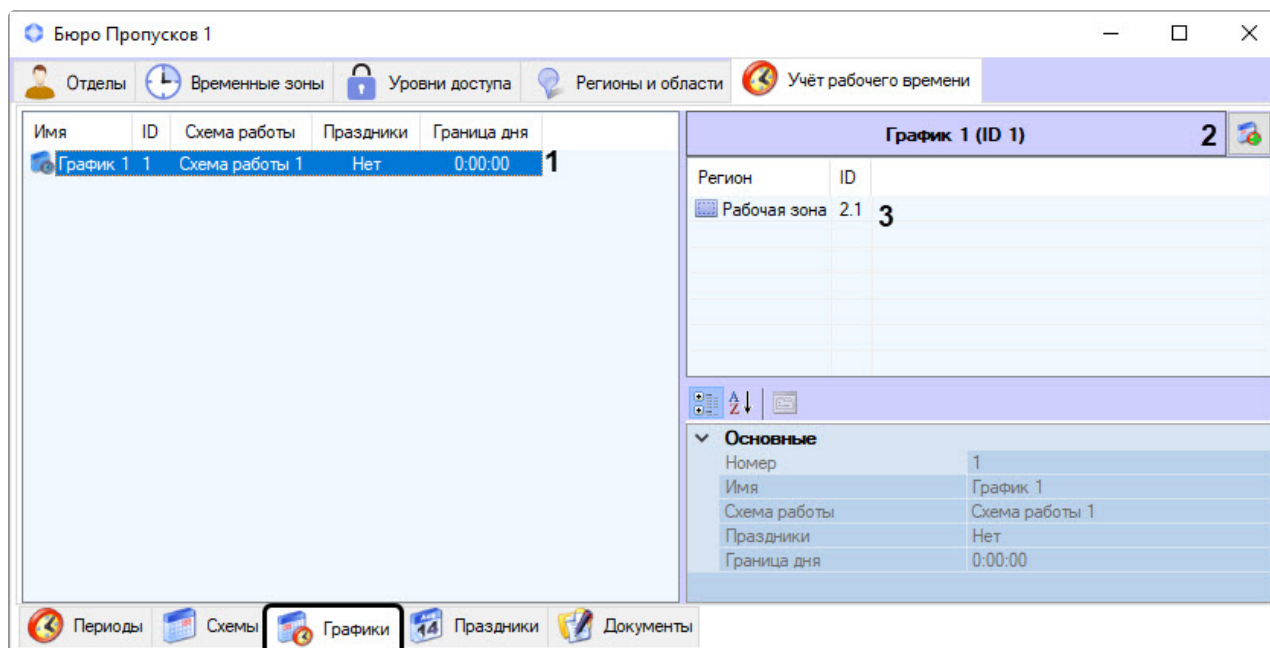 Бюро Пропусков 1
Отделы Временные зоны Уровни доступа Регионы и области Учёт рабочего времени
Имя ID Схема работы Праздники Граница дня
График 1 1 Схема работы 1 Нет 0:00:00 1
График 1 (ID 1) 2
Регион ID
Рабочая зона 2.1 3
Основные
Номер 1
Имя График 1
Схема работы Схема работы 1
Праздники Нет
Граница дня 0:00:00
Периоды Схемы Графики 14 Праздники Документы